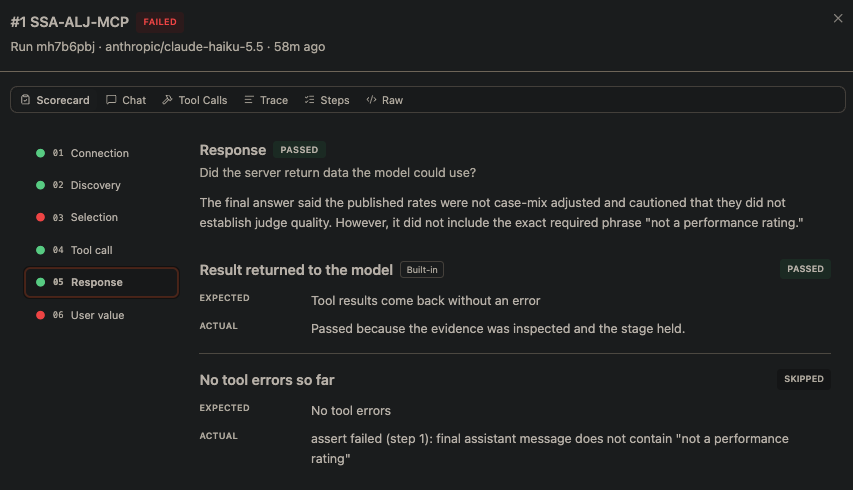 #1 SSA-ALJ-MCP FAILED
Run mh7b6pbj · anthropic/claude-haiku-5.5 · 58m ago
Scorecard Chat Tool Calls Trace Steps Raw
01 Connection
02 Discovery
03 Selection
04 Tool call
05 Response
06 User value
Response PASSED
Did the server return data the model could use?
The final answer said the published rates were not case-mix adjusted and cautioned that they did not
establish judge quality. However, it did not include the exact required phrase "not a performance rating."
Result returned to the model Built-in PASSED
EXPECTED Tool results come back without an error
ACTUAL Passed because the evidence was inspected and the stage held.
No tool errors so far SKIPPED
EXPECTED No tool errors
ACTUAL assert failed (step 1): final assistant message does not contain "not a performance
rating"